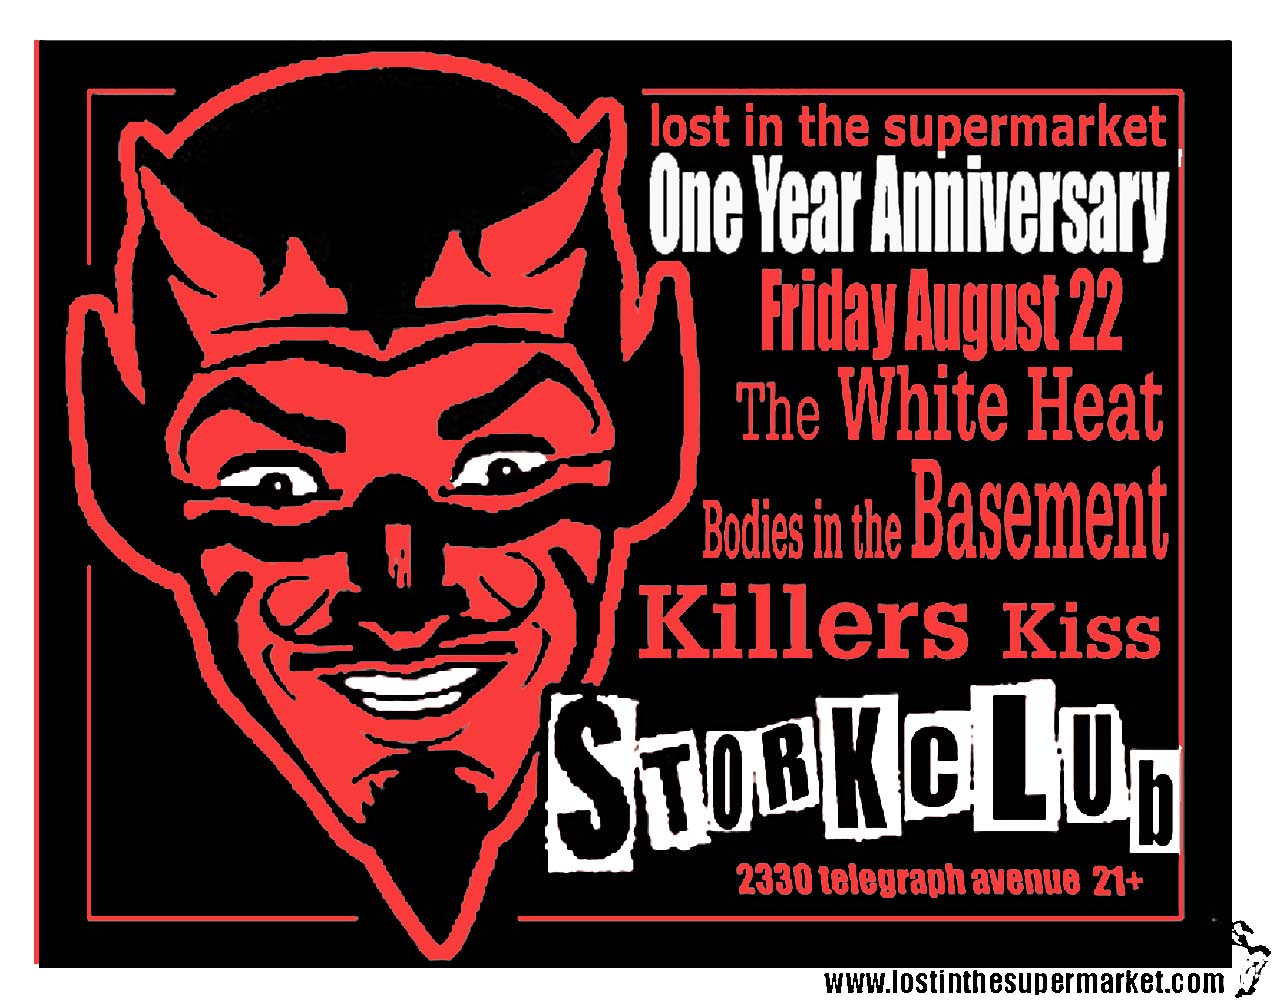 lost in the supermarket
One Year Anniversary
Friday August 22
The White Heat
Bodies in the Basement
Killers Kiss
StorkcLUb
2330 telegraph avenue 21+
www.lostinthesupermarket.com